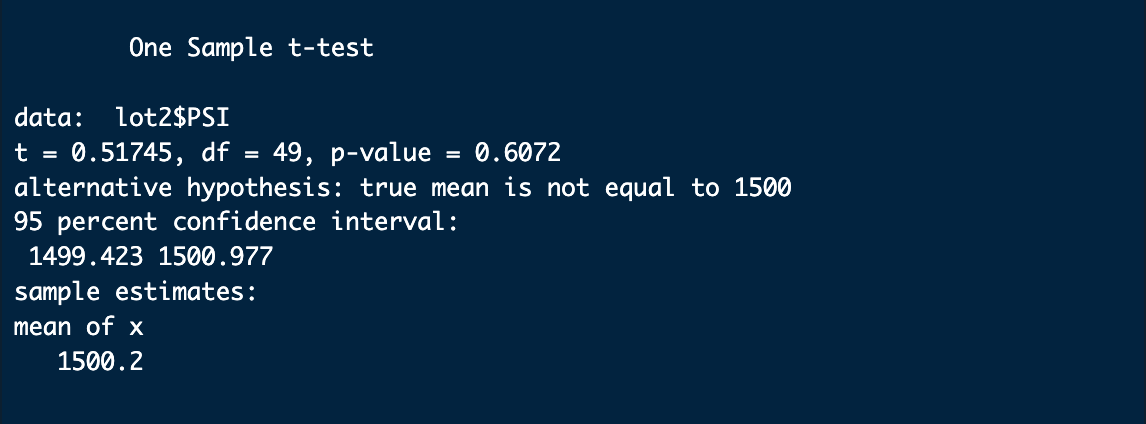 One Sample t-test
data:  lot2$PSI
t = 0.51745, df = 49, p-value = 0.6072
alternative hypothesis: true mean is not equal to 1500
95 percent confidence interval:
 1499.423 1500.977
sample estimates:
mean of x
   1500.2